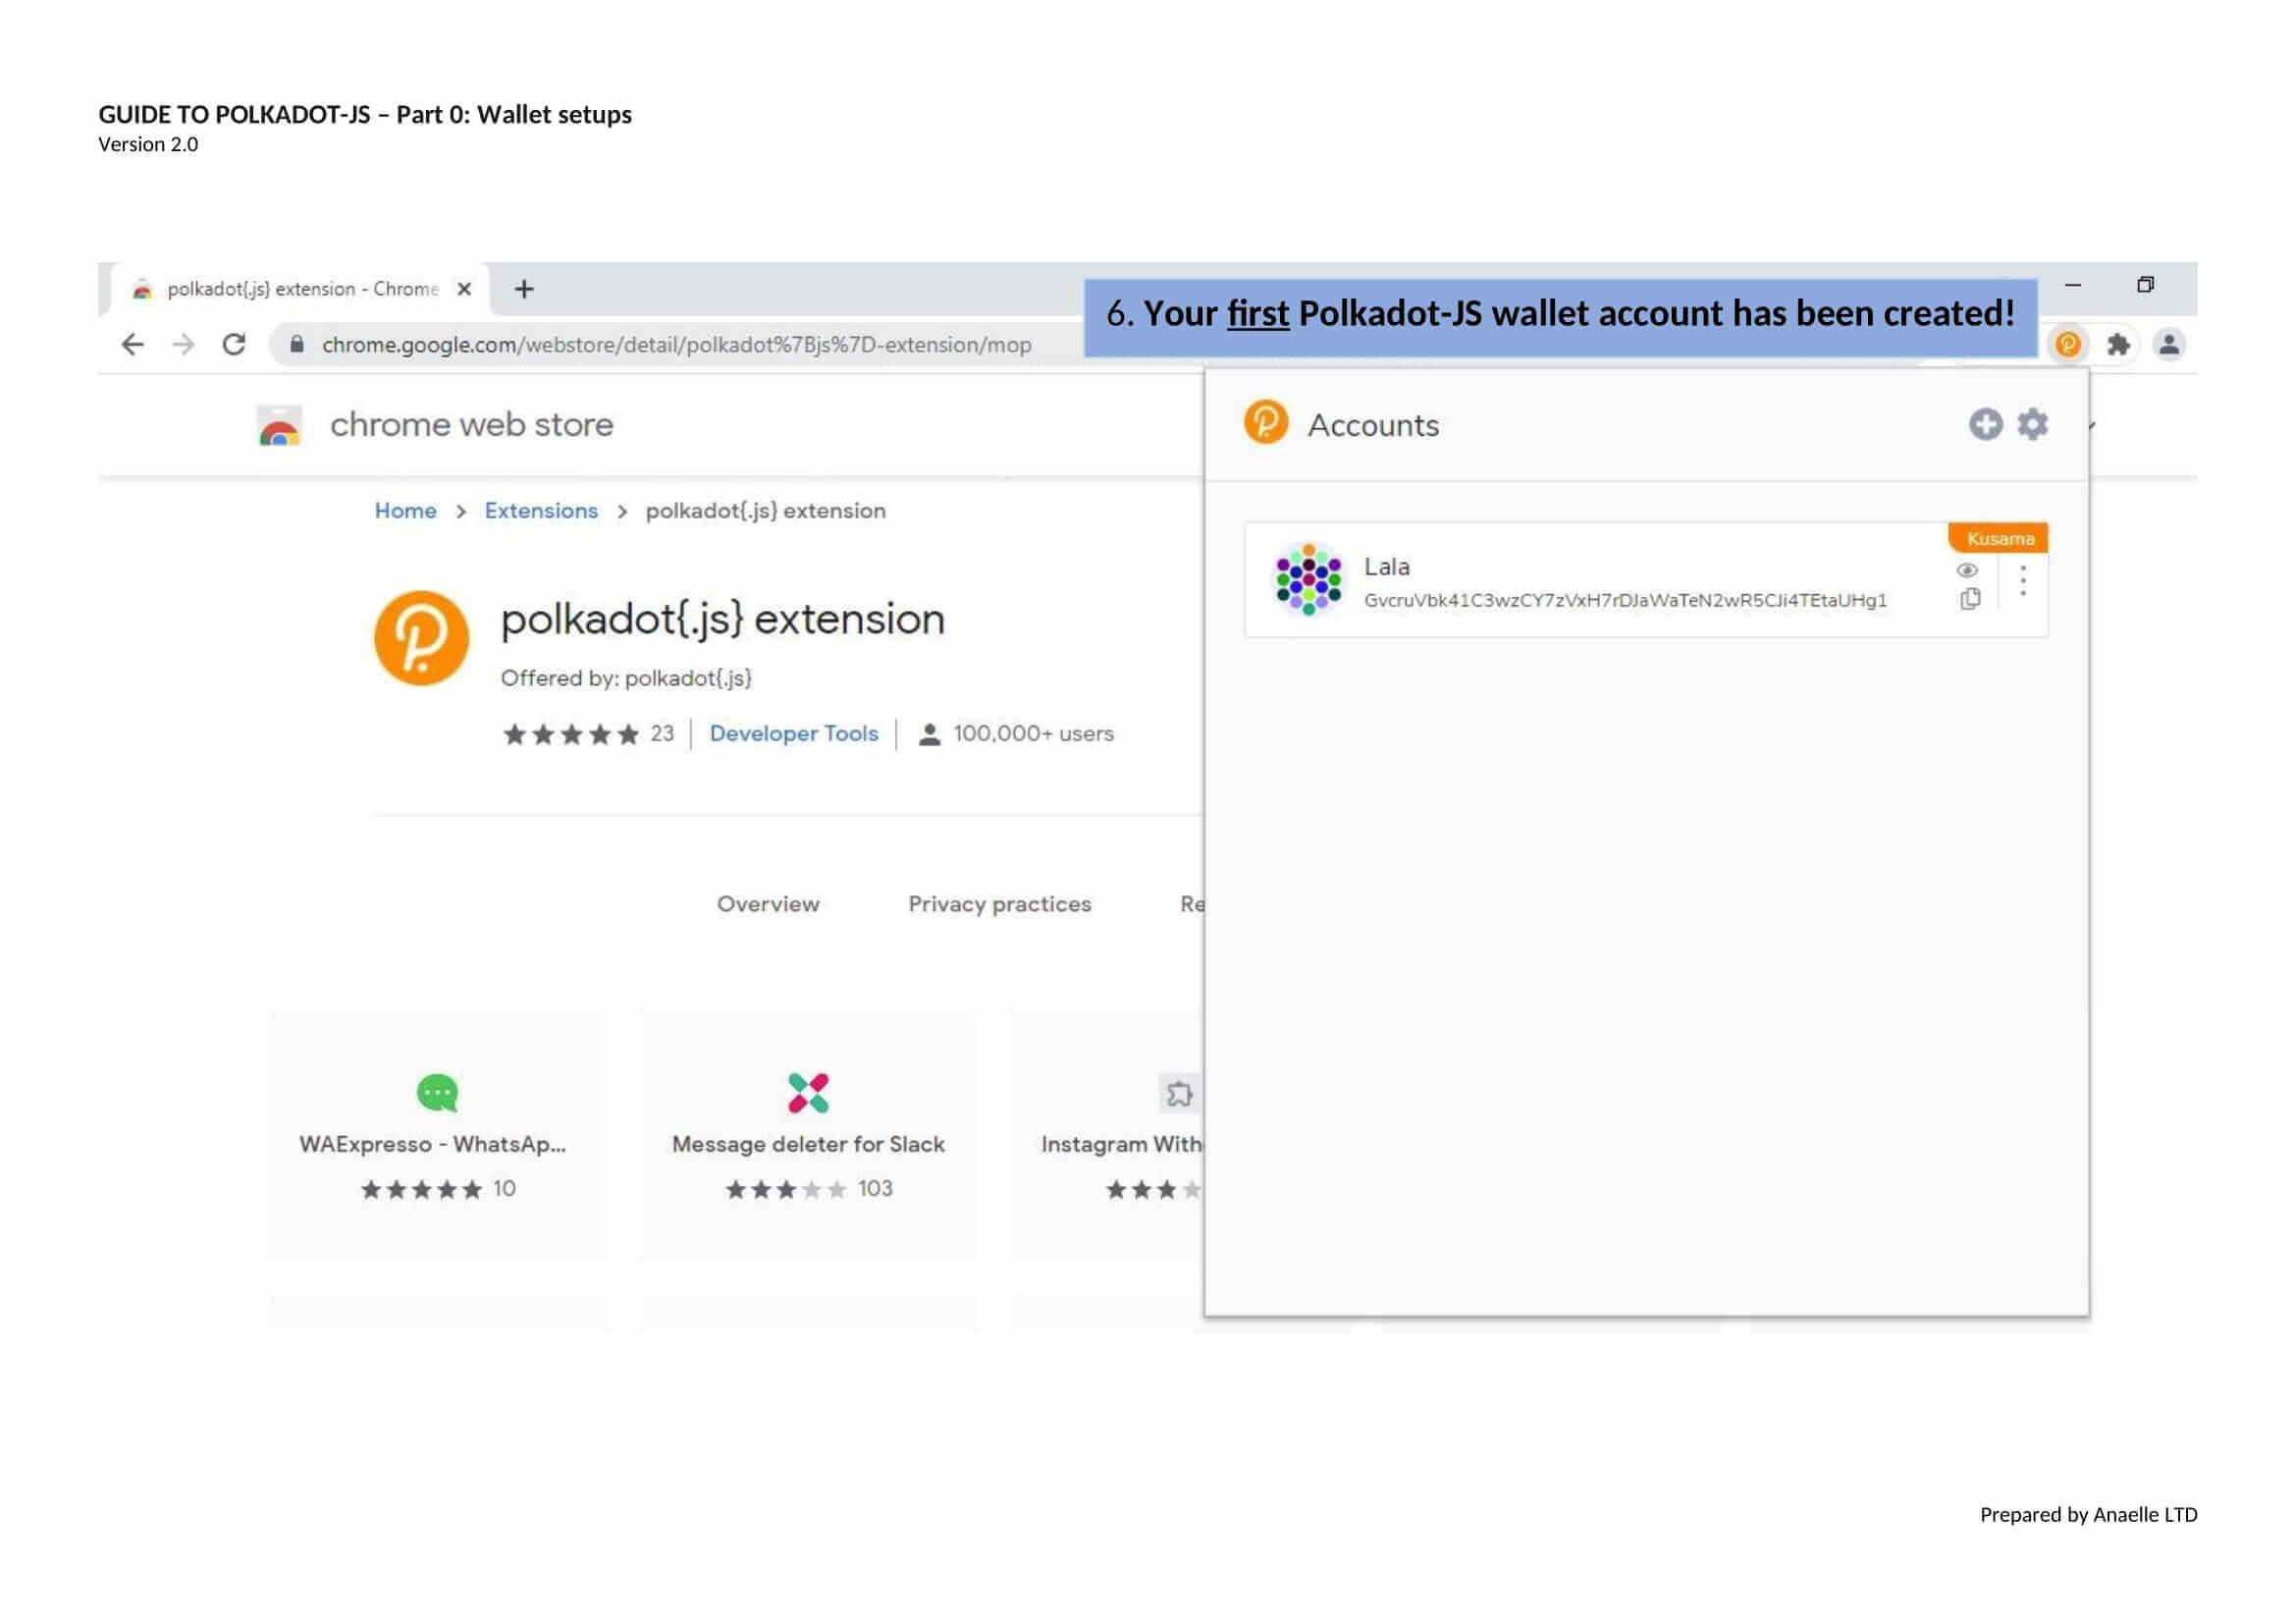 GUIDE TO POLKADOT-JS – Part 0: Wallet setups
Version 2.0
polkadot{.js} extension - Chrome
6. Your first Polkadot-JS wallet account has been created!
chrome.google.com/webstore/detail/polkadot%7Bjs%7D-extension/mop
chrome web store
Accounts
Home > Extensions > polkadot{.js} extension
Kusama
Lala
GvcruVbk41C3wzCY7zVxH7rDJaWaTeN2wR5CJi4TEtaUHg1
polkadot{.js} extension
Offered by: polkadot{.js}
23 | Developer Tools | 100,000+ users
Overview Privacy practices Re
WAExpresso - WhatsAp... Message deleter for Slack Instagram With
10 103
Prepared by Anaelle LTD